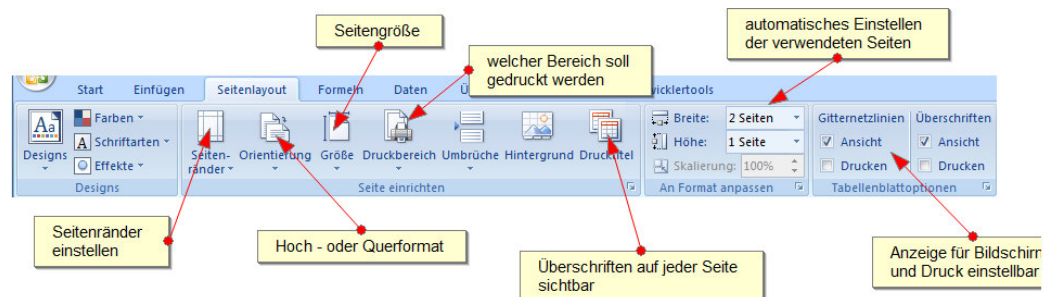 Seitengröße
automatisches Einstellen
der verwendeten Seiten
welcher Bereich soll
gedruckt werden
Start Einfügen Seitenlayout Formeln Daten Ü wicklertools
Aa Designs
Farben
A Schriftarten
Effekte
Seiten-
ränder
Orientierung Größe Druckbereich Umbrüche Hintergrund Drucktitel
Breite: 2 Seiten
Höhe: 1 Seite
Skalierung: 100%
Gitternetzlinien
Ansicht
Drucken
Überschriften
Ansicht
Drucken
Designs Seite einrichten An Format anpassen Tabellenblattoptionen
Seitenränder
einstellen
Hoch - oder Querformat
Überschriften auf jeder Seite
sichtbar
Anzeige für Bildschirm
und Druck einstellbar